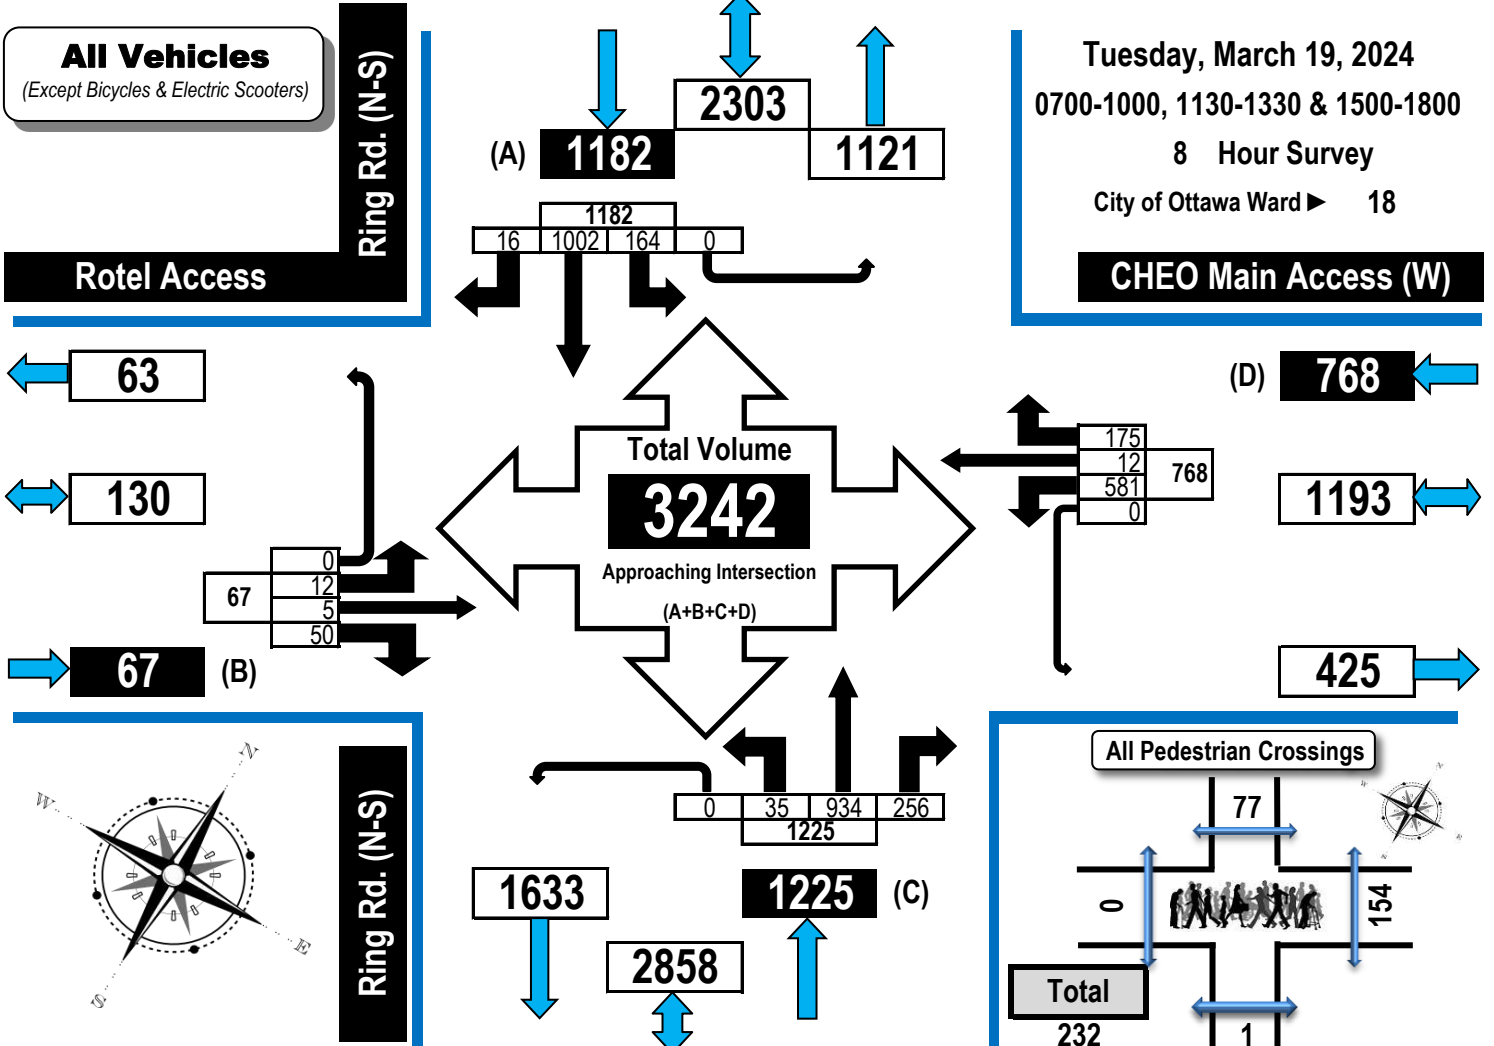 All Vehicles
(Except Bicycles & Electric Scooters)
Ring Rd. (N-S)
Rotel Access
2303
(A) 1182
1121
1182
16 1002 164 0
Tuesday, March 19, 2024
0700-1000, 1130-1330 & 1500-1800
8 Hour Survey
City of Ottawa Ward ► 18
CHEO Main Access (W)
63
130
0
12
5
50
67
67 (B)
Total Volume
3242
Approaching Intersection
(A+B+C+D)
(D) 768
175
12
581
0
768
1193
425
N
W
E
S
Ring Rd. (N-S)
0 35 934 256
1225
1633
1225 (C)
2858
All Pedestrian Crossings
77
0
154
Total
232
1